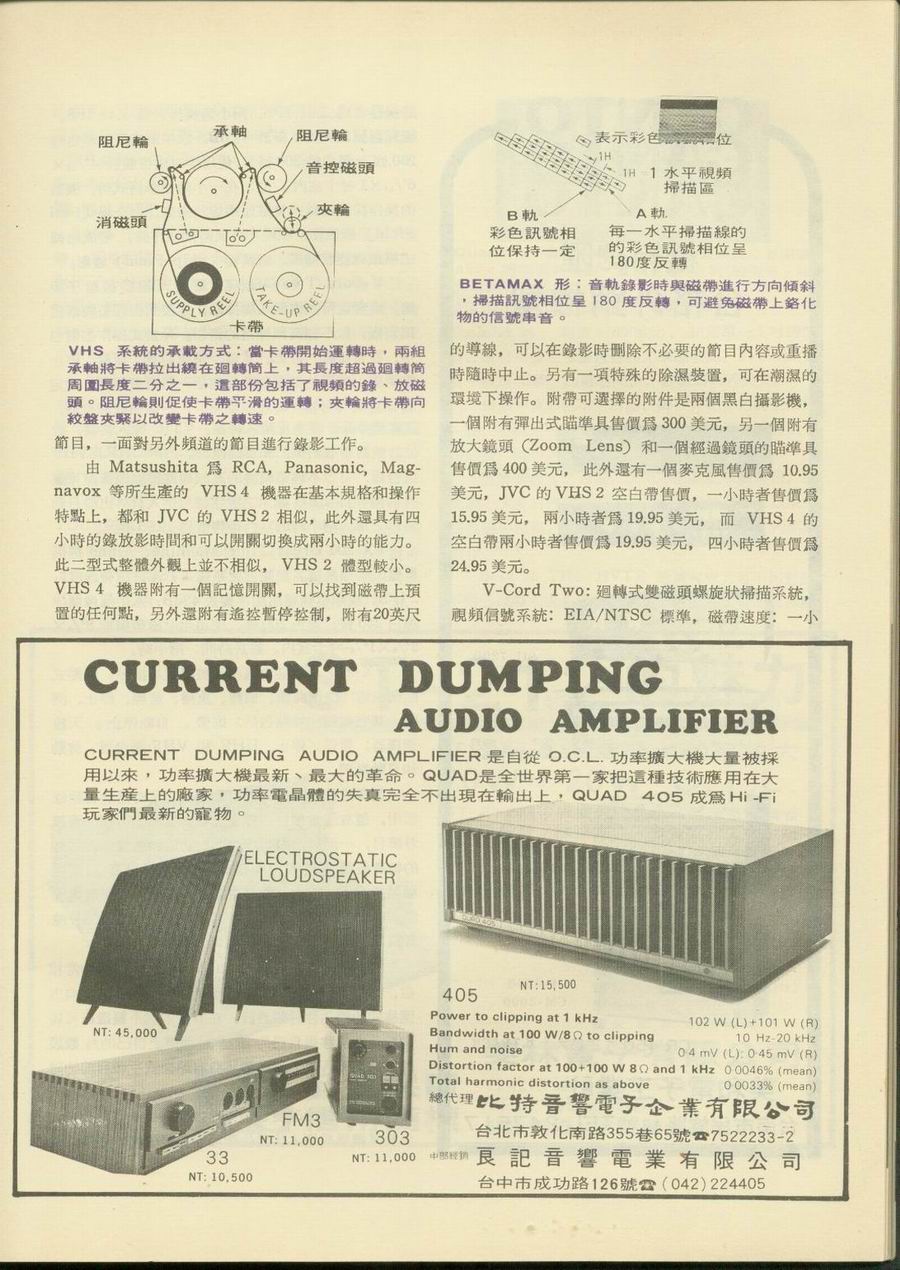 阻尼輪
承軸
阻尼輪
音控磁頭
消磁頭
夾輪
SUPPLY REEL
TAKE-UP REEL
卡帶
VHS 系統的承載方式：當卡帶開始運轉時，兩組
承軸將卡帶拉出繞在迴轉筒上，其長度超過迴轉筒
周圍長度二分之一，這部份包括了視頻的錄、放磁
頭。阻尼輪則促使卡帶平滑的運轉；夾輪將卡帶向
絞盤夾緊以改變卡帶之轉速。
節目，一面對另外頻道的節目進行錄影工作。
由 Matsushita 爲 RCA, Panasonic, Mag-
navox 等所生產的 VHS 4 機器在基本規格和操作
特點上，都和 JVC 的 VHS 2 相似，此外還具有四
小時的錄放影時間和可以開關切換成兩小時的能力。
此二型式整體外觀上並不相似，VHS 2 體型較小。
VHS 4 機器附有一個記憶開關，可以找到磁帶上預
置的任何點，另外還附有遙控暫停控制，附有20英尺
表示彩色
相位
1H
1H
1 水平視頻
掃描區
B 軌
彩色訊號相
位保持一定
A 軌
每一水平掃描線的
的彩色訊號相位呈
180度反轉
BETAMAX 形：音軌錄影時與磁帶進行方向傾斜
，掃描訊號相位呈 180 度反轉，可避免磁帶上鉻化
物的信號串音。
的導線，可以在錄影時刪除不必要的節目內容或重播
時隨時中止。另有一項特殊的除濕裝置，可在潮濕的
環境下操作。附帶可選擇的附件是兩個黑白攝影機，
一個附有彈出式瞄準具售價爲 300 美元，另一個附有
放大鏡頭（Zoom Lens）和一個經過鏡頭的瞄準具
售價爲 400 美元， 此外還有一個麥克風售價爲 10.95
美元，JVC 的 VHS 2 空白帶售價，一小時者售價爲
15.95 美元， 兩小時者爲 19.95 美元， 而 VHS 4 的
空白帶兩小時者售價爲 19.95 美元， 四小時者售價爲
24.95 美元。
V-Cord Two: 迴轉式雙磁頭螺旋狀掃描系統，
視頻信號系統：EIA/NTSC 標準，磁帶速度：一小
CURRENT DUMPING
AUDIO AMPLIFIER
CURRENT DUMPING AUDIO AMPLIFIER 是自從 O.C.L. 功率擴大機大量被採
用以來，功率擴大機最新、最大的革命。QUAD是全世界第一家把這種技術應用在大
量生産上的廠家，功率電晶體的失真完全不出現在輸出上，QUAD 405 成爲 Hi -Fi
玩家們最新的寵物。
ELECTROSTATIC
LOUDSPEAKER
NT: 45,000
QUAD 405
NT:15,500
405
Power to clipping at 1 kHz 102 W (L)+101 W (R)
Bandwidth at 100 W/8 Ω to clipping 10 Hz-20 kHz
Hum and noise 0·4 mV (L): 0·45 mV (R)
Distortion factor at 100+100 W 8 Ω and 1 kHz 0·0046% (mean)
Total harmonic distortion as above 0·0033% (mean)
QUAD 303
FM3
NT: 11,000
303
NT: 11,000
33
NT: 10,500
總代理 比特音響電子企業有限公司
台北市敦化南路355巷65號☎7522233-2
中部經銷 良記音響電業有限公司
台中市成功路126號☎ (042) 224405